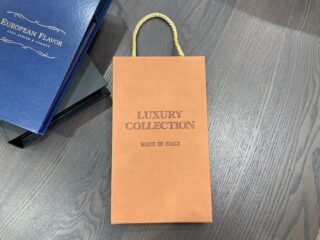 EUROPEAN FLAVOR
LUXURY
COLLECTION
MADE IN ITALY